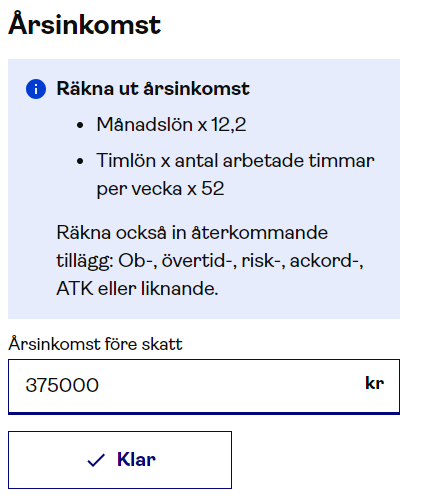 Årsinkomst
Räkna ut årsinkomst
• Månadslön x 12,2
• Timlön x antal arbetade timmar
per vecka x 52
Räkna också in återkommande
tillägg: Ob-, övertid-, risk-, ackord-,
ATK eller liknande.
Årsinkomst före skatt
375000 kr
Klar